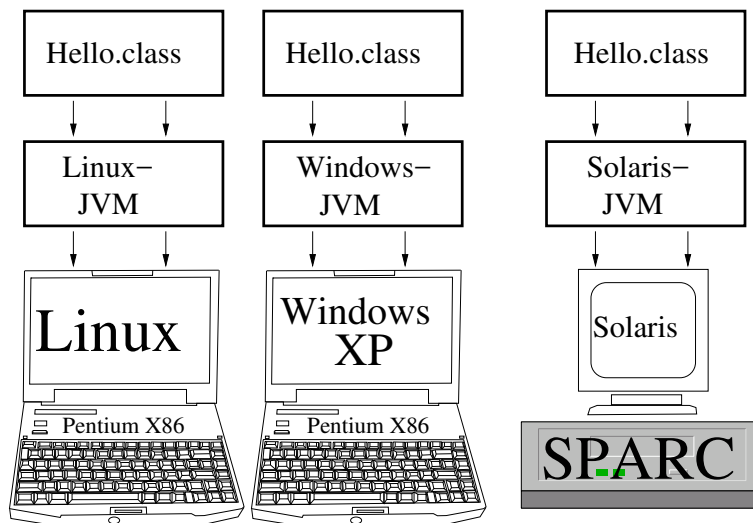 Hello.class
Hello.class
Hello.class
Linux−
JVM
Windows−
JVM
Solaris−
JVM
Linux
Windows
XP
Solaris
Pentium X86
Pentium X86
SPARC